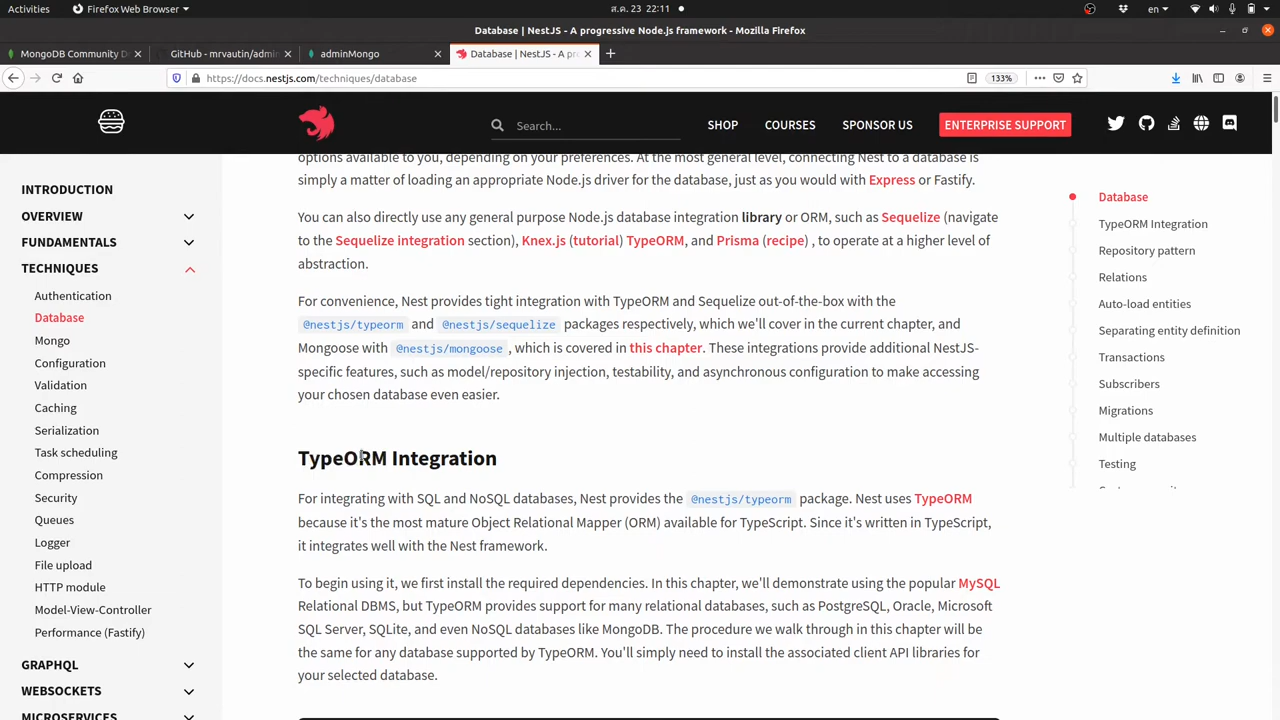 Activities
Firefox Web Browser
ส.ค. 23 22:11
en
Database | NestJS - A progressive Node.js framework - Mozilla Firefox
MongoDB Community D
GitHub - mrvautin/admin
adminMongo
Database | NestJS - A pr
https://docs.nestjs.com/techniques/database
133%
Search...
SHOP
COURSES
SPONSOR US
ENTERPRISE SUPPORT
INTRODUCTION
OVERVIEW
FUNDAMENTALS
TECHNIQUES
Authentication
Database
Mongo
Configuration
Validation
Caching
Serialization
Task scheduling
Compression
Security
Queues
Logger
File upload
HTTP module
Model-View-Controller
Performance (Fastify)
GRAPHQL
WEBSOCKETS
MICROSERVICES
options available to you, depending on your preferences. At the most general level, connecting Nest to a database is
simply a matter of loading an appropriate Node.js driver for the database, just as you would with Express or Fastify.
You can also directly use any general purpose Node.js database integration library or ORM, such as Sequelize (navigate
to the Sequelize integration section), Knex.js (tutorial) TypeORM, and Prisma (recipe) , to operate at a higher level of
abstraction.
For convenience, Nest provides tight integration with TypeORM and Sequelize out-of-the-box with the
@nestjs/typeorm and @nestjs/sequelize packages respectively, which we'll cover in the current chapter, and
Mongoose with @nestjs/mongoose, which is covered in this chapter. These integrations provide additional NestJS-
specific features, such as model/repository injection, testability, and asynchronous configuration to make accessing
your chosen database even easier.
TypeORM Integration
For integrating with SQL and NoSQL databases, Nest provides the @nestjs/typeorm package. Nest uses TypeORM
because it's the most mature Object Relational Mapper (ORM) available for TypeScript. Since it's written in TypeScript,
it integrates well with the Nest framework.
To begin using it, we first install the required dependencies. In this chapter, we'll demonstrate using the popular MySQL
Relational DBMS, but TypeORM provides support for many relational databases, such as PostgreSQL, Oracle, Microsoft
SQL Server, SQLite, and even NoSQL databases like MongoDB. The procedure we walk through in this chapter will be
the same for any database supported by TypeORM. You'll simply need to install the associated client API libraries for
your selected database.
Database
TypeORM Integration
Repository pattern
Relations
Auto-load entities
Separating entity definition
Transactions
Subscribers
Migrations
Multiple databases
Testing